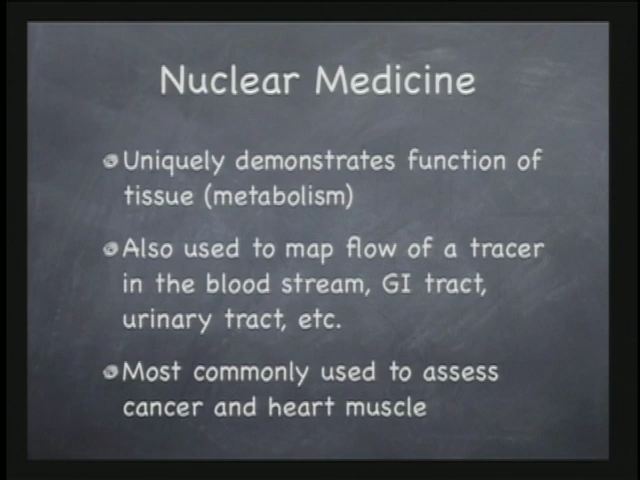 Nuclear Medicine
Uniquely demonstrates function of
tissue (metabolism)
Also used to map flow of a tracer
in the blood stream, GI tract,
urinary tract, etc.
Most commonly used to assess
cancer and heart muscle